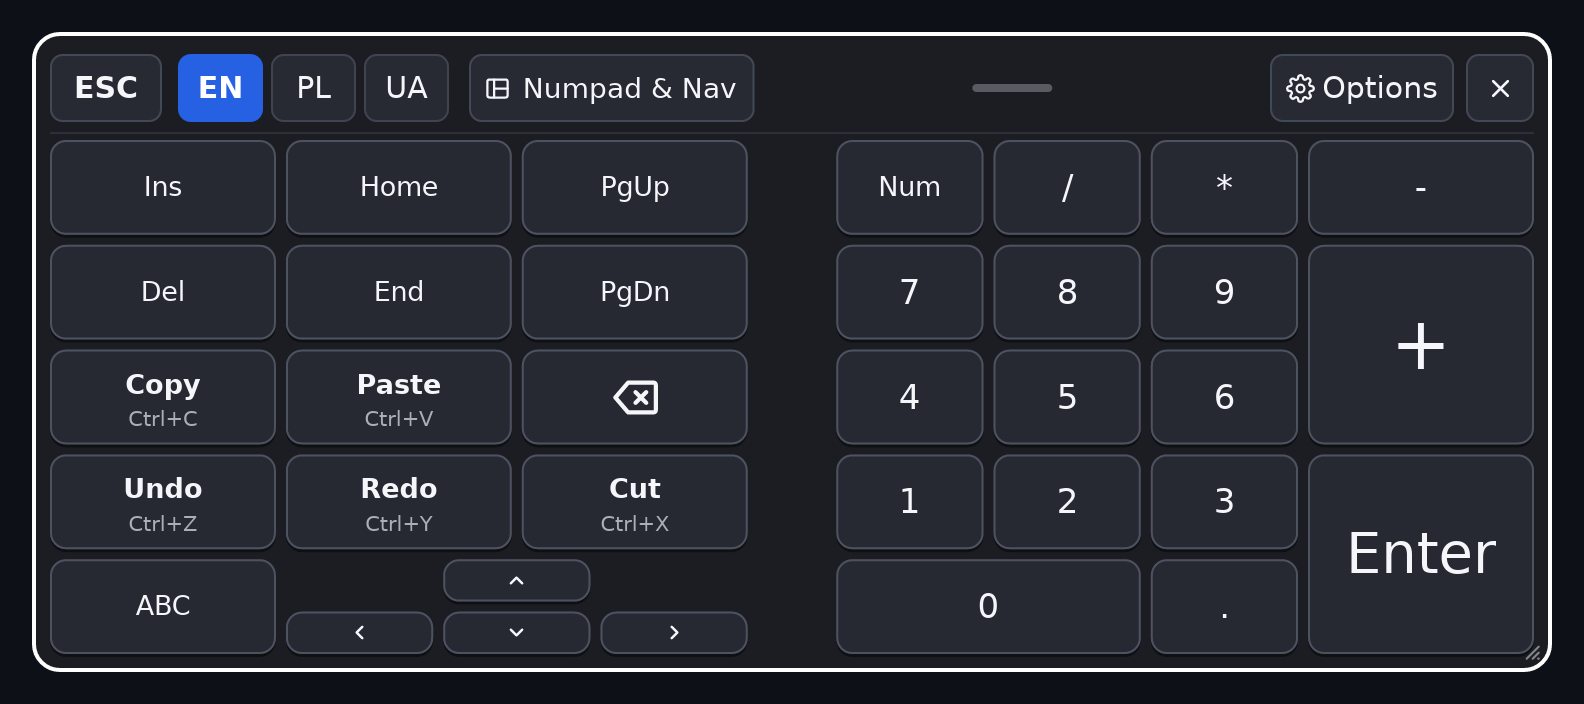 ESC EN PL UA Numpad & Nav Options
Ins Home PgUp Num / * -
Del End PgDn 7 8 9 +
Copy Paste 4 5 6
Ctrl+C Ctrl+V
Undo Redo Cut 1 2 3 Enter
Ctrl+Z Ctrl+Y Ctrl+X
ABC 0 .